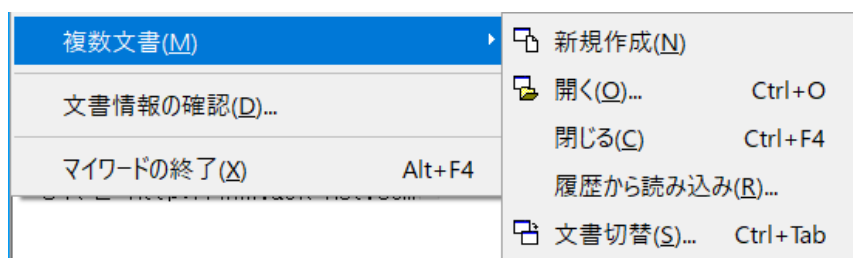 複数文書(M)
文書情報の確認(D)...
マイワードの終了(X) Alt+F4
新規作成(N)
開く(O)... Ctrl+O
閉じる(C) Ctrl+F4
履歴から読み込み(R)...
文書切替(S)... Ctrl+Tab